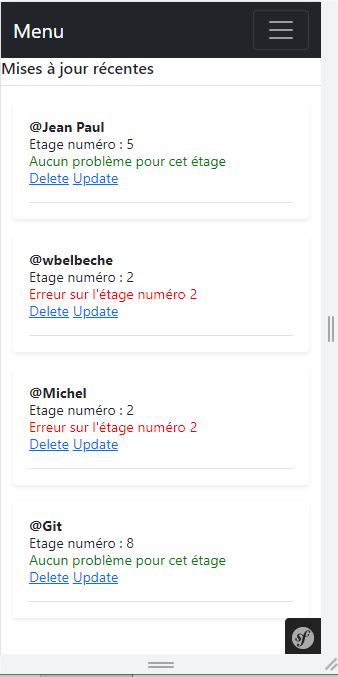 Menu
Mises à jour récentes
@Jean Paul
Etage numéro : 5
Aucun problème pour cet étage
Delete Update
@wbelbeche
Etage numéro : 2
Erreur sur l'étage numéro 2
Delete Update
@Michel
Etage numéro : 2
Erreur sur l'étage numéro 2
Delete Update
@Git
Etage numéro : 8
Aucun problème pour cet étage
Delete Update
sf